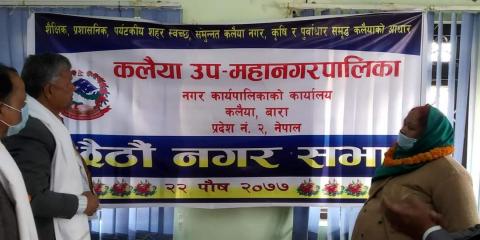 शैक्षिक, प्रशासनिक, पर्यटकीय शहर स्वच्छ, समुन्नत कलैया नगर, कृषि र पुर्वाधार समृद्ध कलैयाको आधार
कलैया उप-महानगरपालिका
नगर कार्यपालिकाको कार्यालय
कलैया, बारा
प्रदेश नं. २, नेपाल
नगर सभा
२२ पौष २०७७